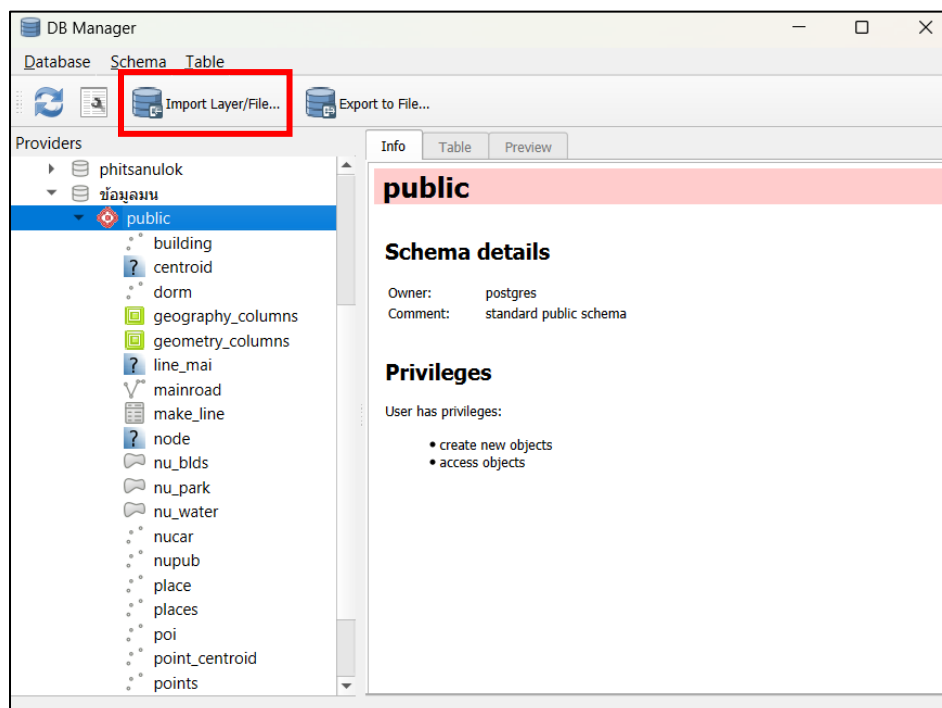 DB Manager
Database Schema Table
Import Layer/File... Export to File...
Providers
phitsanulok
ข้อมูลมน
public
building
centroid
dorm
geography_columns
geometry_columns
line_mai
mainroad
make_line
node
nu_blds
nu_park
nu_water
nucar
nupub
place
places
poi
point_centroid
points
Info Table Preview
public
Schema details
Owner: postgres
Comment: standard public schema
Privileges
User has privileges:
• create new objects
• access objects